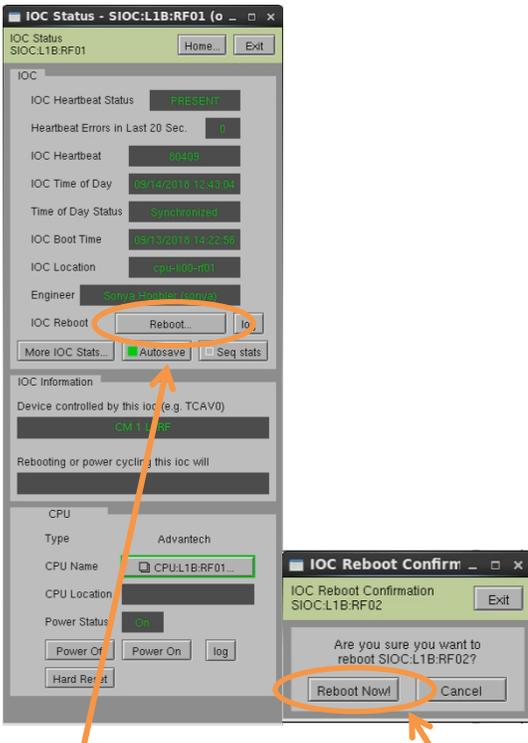 IOC Status - SIOC:L1B:RF01 (o
IOC Status
SIOC:L1B:RF01
Home...
Exit
IOC
IOC Heartbeat Status
PRESENT
Heartbeat Errors in Last 20 Sec.
0
IOC Heartbeat
80409
IOC Time of Day
09/14/2018 12:43:04
Time of Day Status
Synchronized
IOC Boot Time
09/13/2018 14:22:56
IOC Location
cpu-li00-rf01
Engineer
Sonya Hoobler (sonya)
IOC Reboot
Reboot...
log
More IOC Stats...
Autosave
Seq stats
IOC Information
Device controlled by this ioc (e.g. TCAV0)
CM 1 LLRF
Rebooting or power cycling this ioc will
CPU
Type
Advantech
CPU Name
CPU:L1B:RF01...
CPU Location
Power Status
On
Power Off
Power On
log
Hard Reset
IOC Reboot Confirm
IOC Reboot Confirmation
SIOC:L1B:RF02
Exit
Are you sure you want to
reboot SIOC:L1B:RF02?
Reboot Now!
Cancel